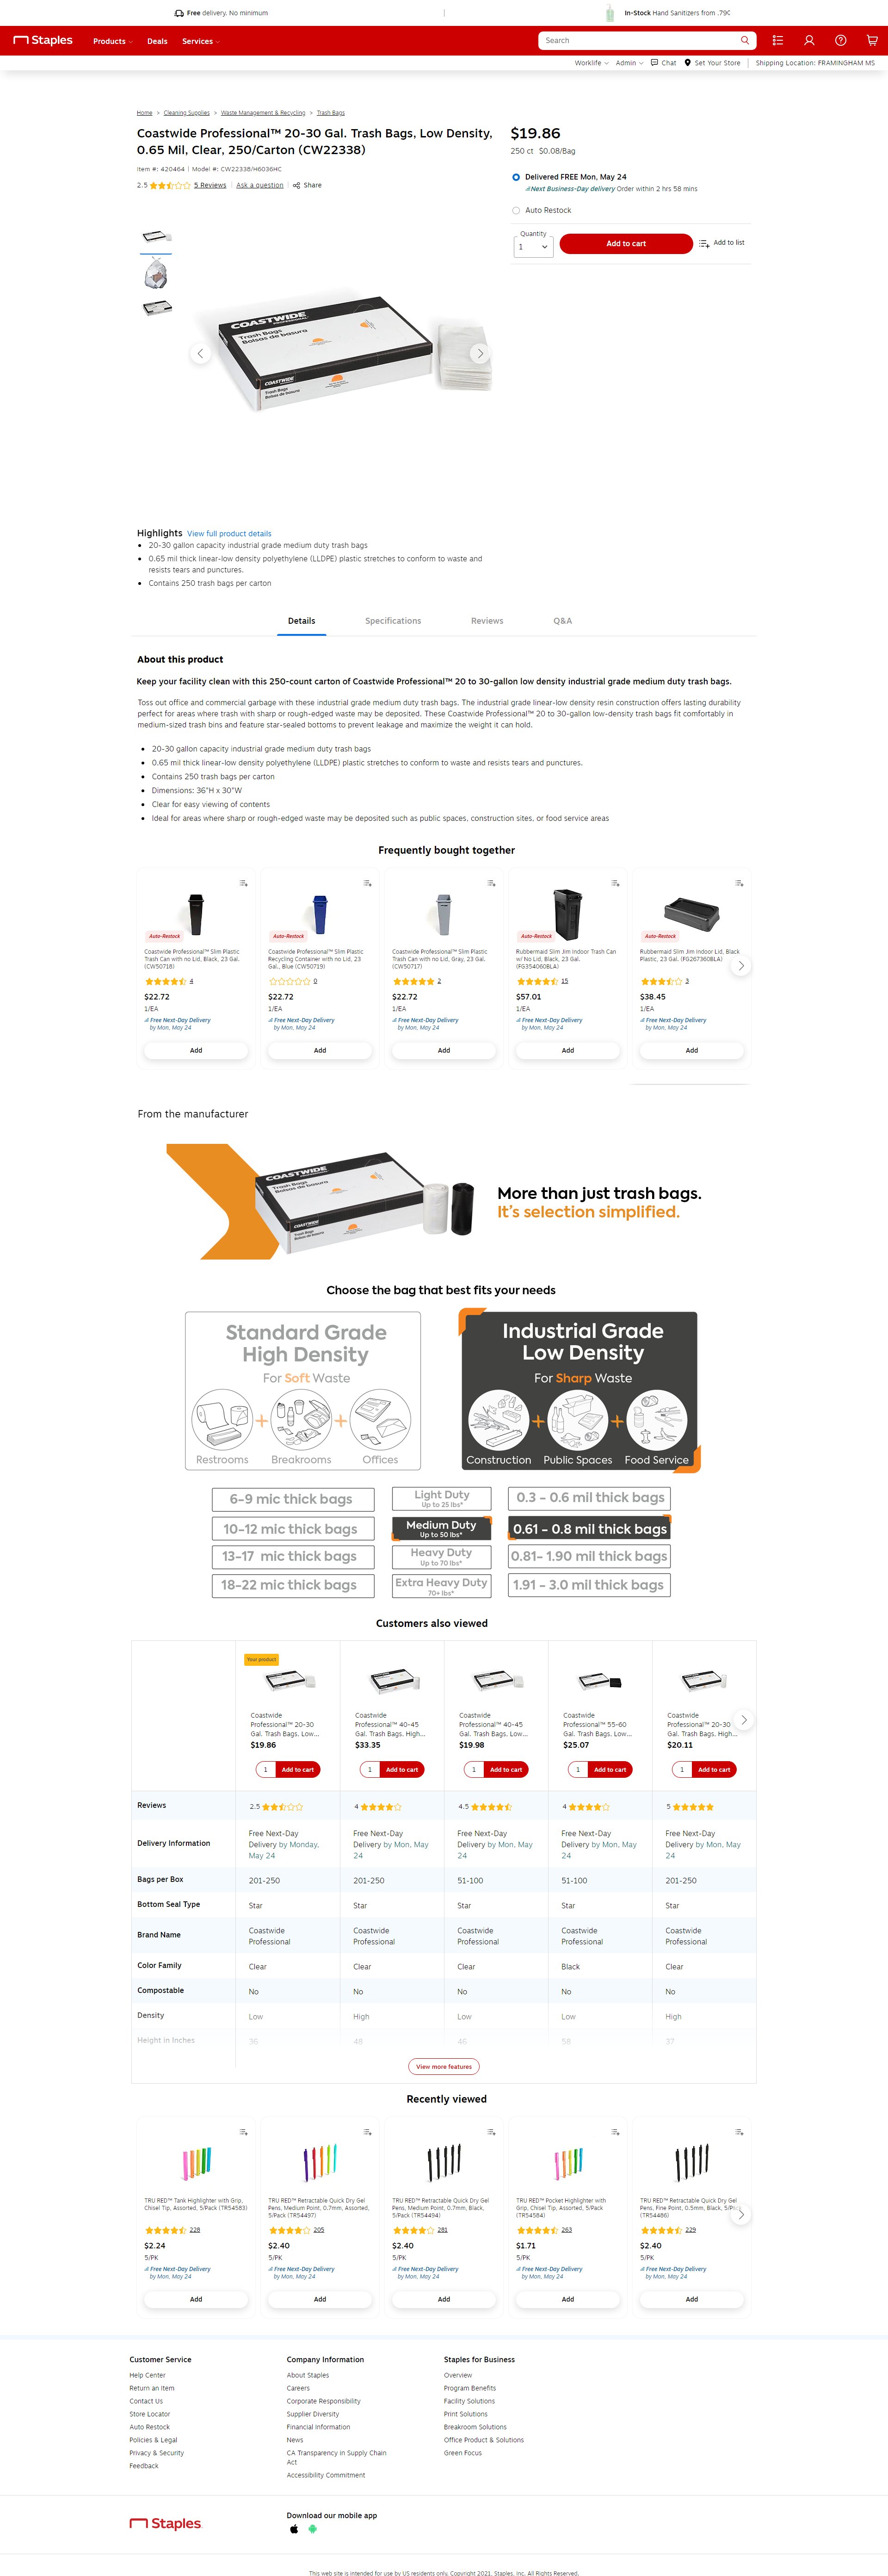 Free delivery. No minimum
In-Stock Hand Sanitizers from .79¢
Staples
Products
Deals
Services
Search
Worklife
Admin
Chat
Set Your Store
Shipping Location: FRAMINGHAM MS
Home > Cleaning Supplies > Waste Management & Recycling > Trash Bags
Coastwide Professional™ 20-30 Gal. Trash Bags, Low Density,
0.65 Mil, Clear, 250/Carton (CW22338)
Item #: 420464 | Model #: CW22338/H6036HC
2.5 5 Reviews | Ask a question | Share
$19.86
250 ct $0.08/Bag
Delivered FREE Mon, May 24
Next Business-Day delivery Order within 2 hrs 58 mins
Auto Restock
Quantity
1
Add to cart
Add to list
COASTWIDE
Trash Bags
Bolsas de basura
COASTWIDE
Trash Bags
Bolsas de basura
Highlights View full product details
20-30 gallon capacity industrial grade medium duty trash bags
0.65 mil thick linear-low density polyethylene (LLDPE) plastic stretches to conform to waste and
resists tears and punctures.
Contains 250 trash bags per carton
Details
Specifications
Reviews
Q&A
About this product
Keep your facility clean with this 250-count carton of Coastwide Professional™ 20 to 30-gallon low density industrial grade medium duty trash bags.
Toss out office and commercial garbage with these industrial grade medium duty trash bags. The industrial grade linear-low density resin construction offers lasting durability
perfect for areas where trash with sharp or rough-edged waste may be deposited. These Coastwide Professional™ 20 to 30-gallon low-density trash bags fit comfortably in
medium-sized trash bins and feature star-sealed bottoms to prevent leakage and maximize the weight it can hold.
20-30 gallon capacity industrial grade medium duty trash bags
0.65 mil thick linear-low density polyethylene (LLDPE) plastic stretches to conform to waste and resists tears and punctures.
Contains 250 trash bags per carton
Dimensions: 36"H x 30"W
Clear for easy viewing of contents
Ideal for areas where sharp or rough-edged waste may be deposited such as public spaces, construction sites, or food service areas
Frequently bought together
Auto-Restock
Coastwide Professional™ Slim Plastic
Trash Can with no Lid, Black, 23 Gal.
(CW50718)
4
$22.72
1/EA
Free Next-Day Delivery
by Mon, May 24
Add
Auto-Restock
Coastwide Professional™ Slim Plastic
Recycling Container with no Lid, 23
Gal., Blue (CW50719)
0
$22.72
1/EA
Free Next-Day Delivery
by Mon, May 24
Add
Coastwide Professional™ Slim Plastic
Trash Can with no Lid, Gray, 23 Gal.
(CW50717)
2
$22.72
1/EA
Free Next-Day Delivery
by Mon, May 24
Add
Auto-Restock
Rubbermaid Slim Jim Indoor Trash Can
w/ No Lid, Black, 23 Gal.
(FG354060BLA)
15
$57.01
1/EA
Free Next-Day Delivery
by Mon, May 24
Add
Auto-Restock
Rubbermaid Slim Jim Indoor Lid, Black
Plastic, 23 Gal. (FG267360BLA)
3
$38.45
1/EA
Free Next-Day Delivery
by Mon, May 24
Add
From the manufacturer
COASTWIDE
Trash Bags
Bolsas de basura
COASTWIDE
Trash Bags
Bolsas de basura
More than just trash bags.
It's selection simplified.
Choose the bag that best fits your needs
Standard Grade
High Density
For Soft Waste
Restrooms
Breakrooms
Offices
Industrial Grade
Low Density
For Sharp Waste
Construction
Public Spaces
Food Service
6-9 mic thick bags
Light Duty
Up to 25 lbs*
0.3 - 0.6 mil thick bags
10-12 mic thick bags
Medium Duty
Up to 50 lbs*
0.61 - 0.8 mil thick bags
13-17 mic thick bags
Heavy Duty
Up to 70 lbs*
0.81- 1.90 mil thick bags
18-22 mic thick bags
Extra Heavy Duty
70+ lbs*
1.91 - 3.0 mil thick bags
Customers also viewed
Your product
Coastwide
Professional™ 20-30
Gal. Trash Bags, Low...
$19.86
1 Add to cart
Coastwide
Professional™ 40-45
Gal. Trash Bags, High...
$33.35
1 Add to cart
Coastwide
Professional™ 40-45
Gal. Trash Bags, Low...
$19.98
1 Add to cart
Coastwide
Professional™ 55-60
Gal. Trash Bags, Low...
$25.07
1 Add to cart
Coastwide
Professional™ 20-30
Gal. Trash Bags, High...
$20.11
1 Add to cart
Reviews 2.5 4 4.5 4 5
Delivery Information
Free Next-Day
Delivery by Monday,
May 24
Free Next-Day
Delivery by Mon, May
24
Free Next-Day
Delivery by Mon, May
24
Free Next-Day
Delivery by Mon, May
24
Free Next-Day
Delivery by Mon, May
24
Bags per Box 201-250 201-250 51-100 51-100 201-250
Bottom Seal Type Star Star Star Star Star
Brand Name
Coastwide
Professional
Coastwide
Professional
Coastwide
Professional
Coastwide
Professional
Coastwide
Professional
Color Family Clear Clear Clear Black Clear
Compostable No No No No No
Density Low High Low Low High
Height in Inches 36 48 46 58 37
View more features
Recently viewed
TRU RED™ Tank Highlighter with Grip,
Chisel Tip, Assorted, 5/Pack (TR54583)
228
$2.24
5/PK
Free Next-Day Delivery
by Mon, May 24
Add
TRU RED™ Retractable Quick Dry Gel
Pens, Medium Point, 0.7mm, Assorted,
5/Pack (TR54497)
205
$2.40
5/PK
Free Next-Day Delivery
by Mon, May 24
Add
TRU RED™ Retractable Quick Dry Gel
Pens, Medium Point, 0.7mm, Black,
5/Pack (TR54494)
281
$2.40
5/PK
Free Next-Day Delivery
by Mon, May 24
Add
TRU RED™ Pocket Highlighter with
Grip, Chisel Tip, Assorted, 5/Pack
(TR54584)
263
$1.71
5/PK
Free Next-Day Delivery
by Mon, May 24
Add
TRU RED™ Retractable Quick Dry Gel
Pens, Fine Point, 0.5mm, Black, 5/P
(TR54486)
229
$2.40
5/PK
Free Next-Day Delivery
by Mon, May 24
Add
Customer Service
Help Center
Return an Item
Contact Us
Store Locator
Auto Restock
Policies & Legal
Privacy & Security
Feedback
Company Information
About Staples
Careers
Corporate Responsibility
Supplier Diversity
Financial Information
News
CA Transparency in Supply Chain
Act
Accessibility Commitment
Staples for Business
Overview
Program Benefits
Facility Solutions
Print Solutions
Breakroom Solutions
Office Product & Solutions
Green Focus
Staples
Download our mobile app
This web site is intended for use by US residents only. Copyright 2021, Staples, Inc. All Rights Reserved.